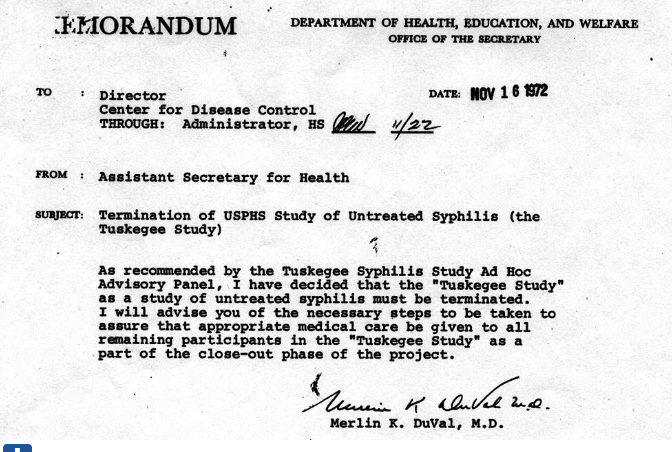 MEMORANDUM
DEPARTMENT OF HEALTH, EDUCATION, AND WELFARE
OFFICE OF THE SECRETARY
TO : Director
DATE: NOV 16 1972
Center for Disease Control
THROUGH: Administrator, HS 11/22
FROM : Assistant Secretary for Health
SUBJECT: Termination of USPHS Study of Untreated Syphilis (the
Tuskegee Study)
As recommended by the Tuskegee Syphilis Study Ad Hoc
Advisory Panel, I have decided that the "Tuskegee Study"
as a study of untreated syphilis must be terminated.
I will advise you of the necessary steps to be taken to
assure that appropriate medical care be given to all
remaining participants in the "Tuskegee Study" as a
part of the close-out phase of the project.
Merlin K DuVal M.D.
Merlin K. DuVal, M.D.